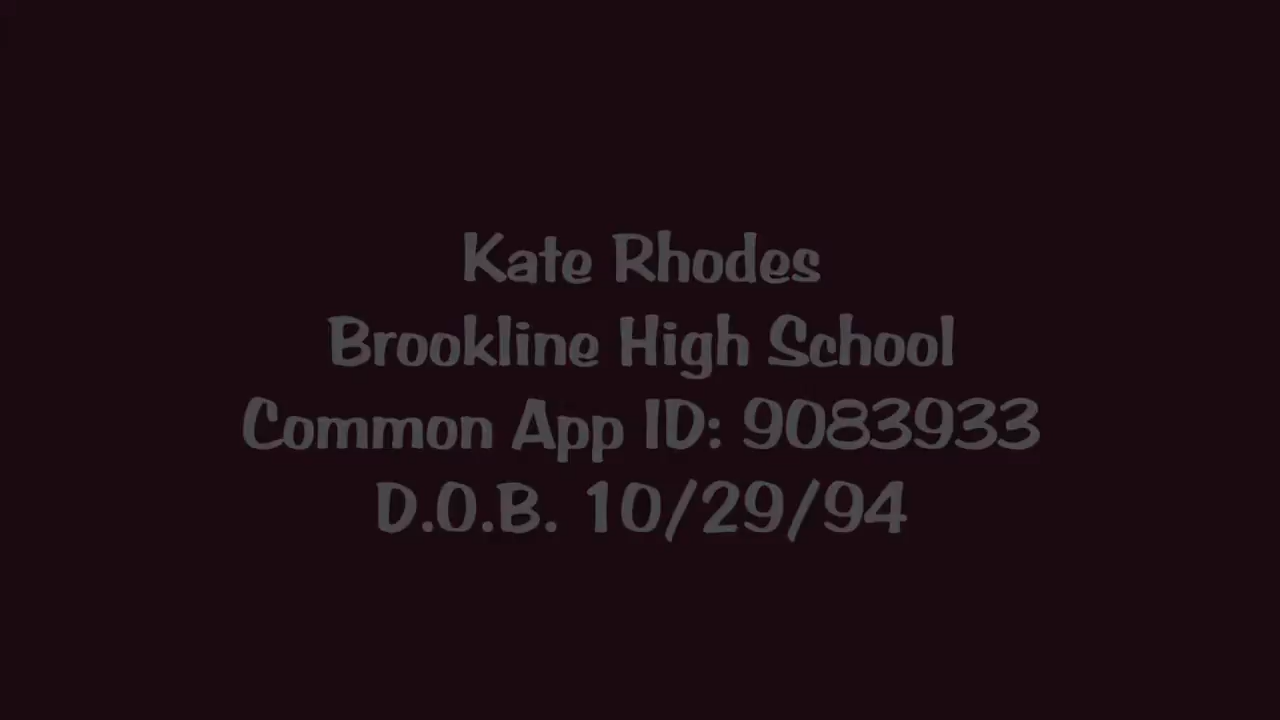 Kate Rhodes
Brookline High School
Common App ID: 9083933
D.O.B. 10/29/94